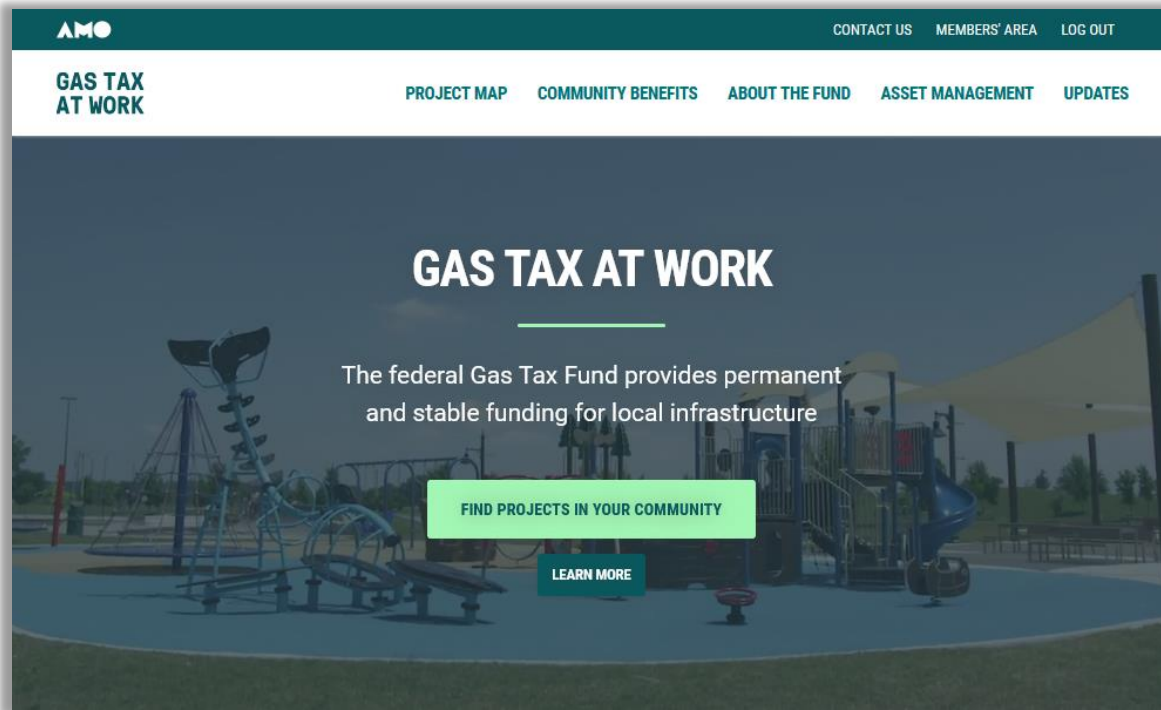 AMO
CONTACT US MEMBERS' AREA LOG OUT
GAS TAX
AT WORK
PROJECT MAP COMMUNITY BENEFITS ABOUT THE FUND ASSET MANAGEMENT UPDATES
GAS TAX AT WORK
The federal Gas Tax Fund provides permanent
and stable funding for local infrastructure
FIND PROJECTS IN YOUR COMMUNITY
LEARN MORE